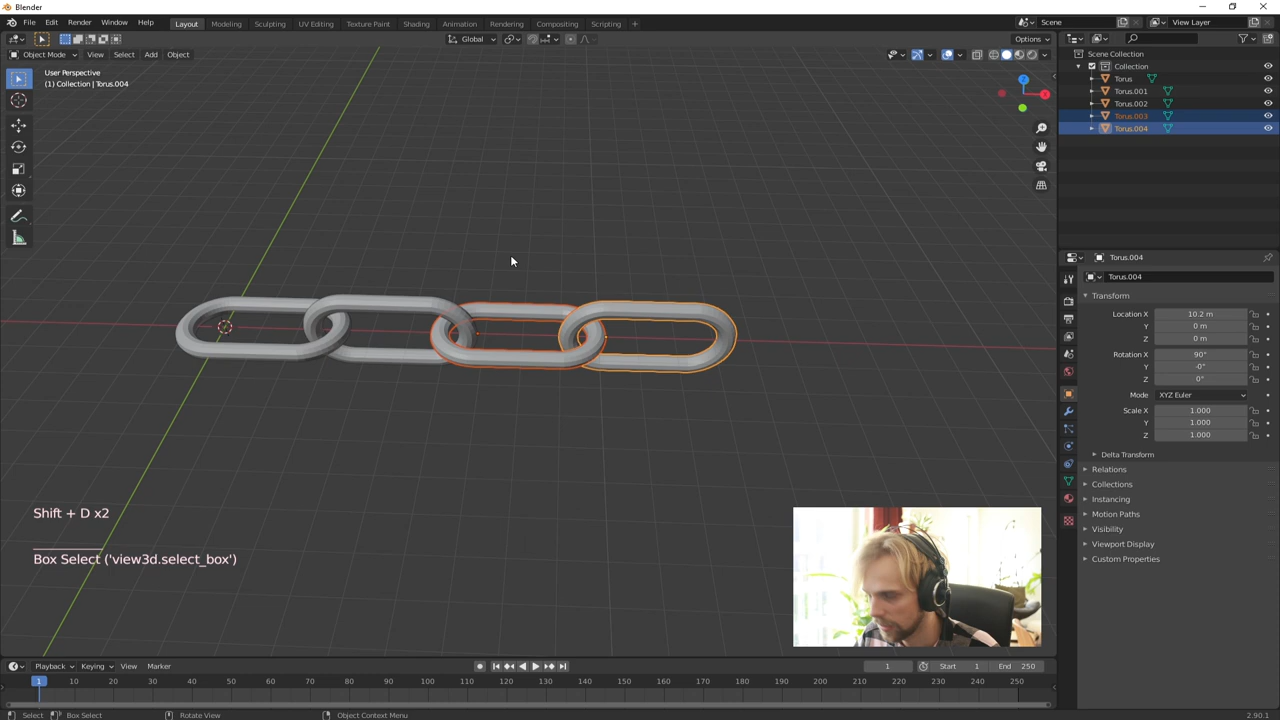 Blender
File Edit Render Window Help
Layout Modeling Sculpting UV Editing Texture Paint Shading Animation Rendering Compositing Scripting +
Scene
View Layer
Global
Options
Object Mode View Select Add Object
User Perspective
(1) Collection | Torus.004
X
Z
Scene Collection
Collection
Torus
Torus.001
Torus.002
Torus.003
Torus.004
Torus.004
Torus.004
Transform
Location X 10.2 m
Y 0 m
Z 0 m
Rotation X 90°
Y -0°
Z 0°
Mode XYZ Euler
Scale X 1.000
Y 1.000
Z 1.000
Delta Transform
Relations
Collections
Instancing
Motion Paths
Visibility
Viewport Display
Custom Properties
Shift + D x2
Box Select ('view3d.select_box')
Playback Keying View Marker
1
Start 1
End 250
1 10 20 30 40 50 60 70 80 90 100 110 120 130 140 150 160 170 180 190 200 210 220 230 240 250
Select Box Select Rotate View Object Context Menu
2.90.1